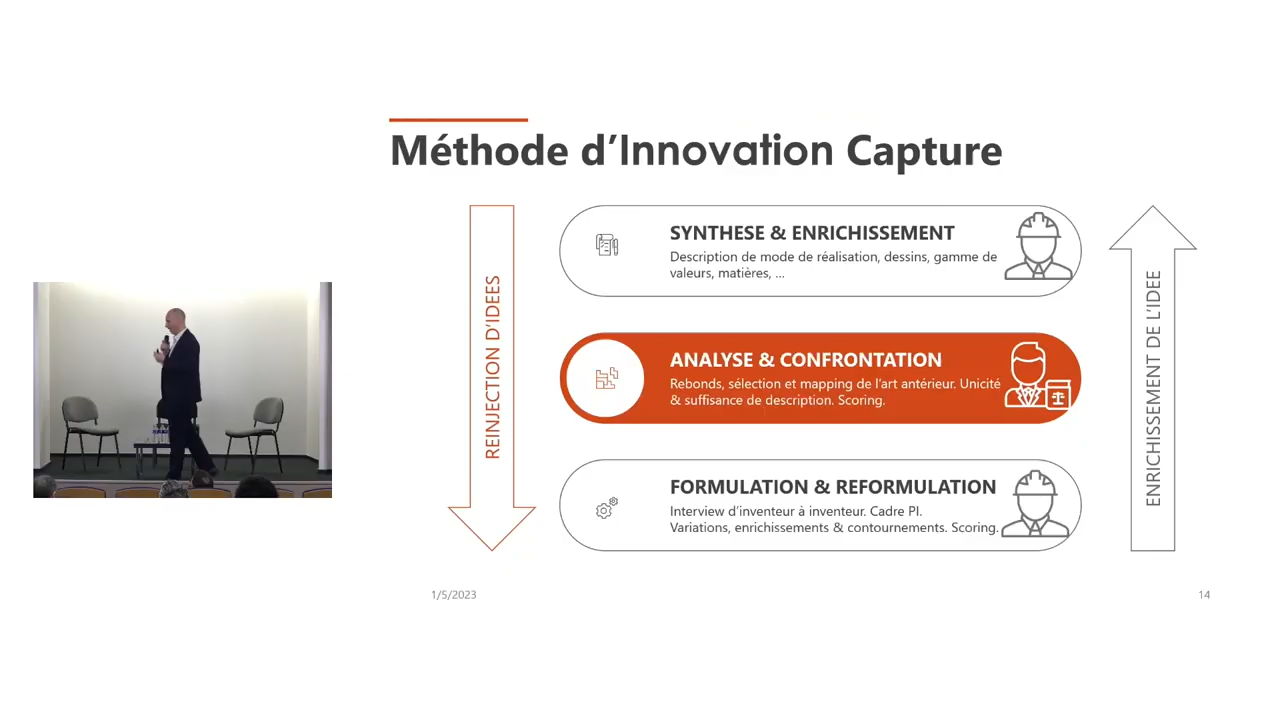 Méthode d’Innovation Capture
REINJECTION D’IDEES
SYNTHESE & ENRICHISSEMENT
Description de mode de réalisation, dessins, gamme de
valeurs, matières, ...
ANALYSE & CONFRONTATION
Rebonds, sélection et mapping de l’art antérieur. Unicité
& suffisance de description. Scoring.
FORMULATION & REFORMULATION
Interview d’inventeur à inventeur. Cadre PI.
Variations, enrichissements & contournements. Scoring.
ENRICHISSEMENT DE L’IDEE
1/5/2023
14